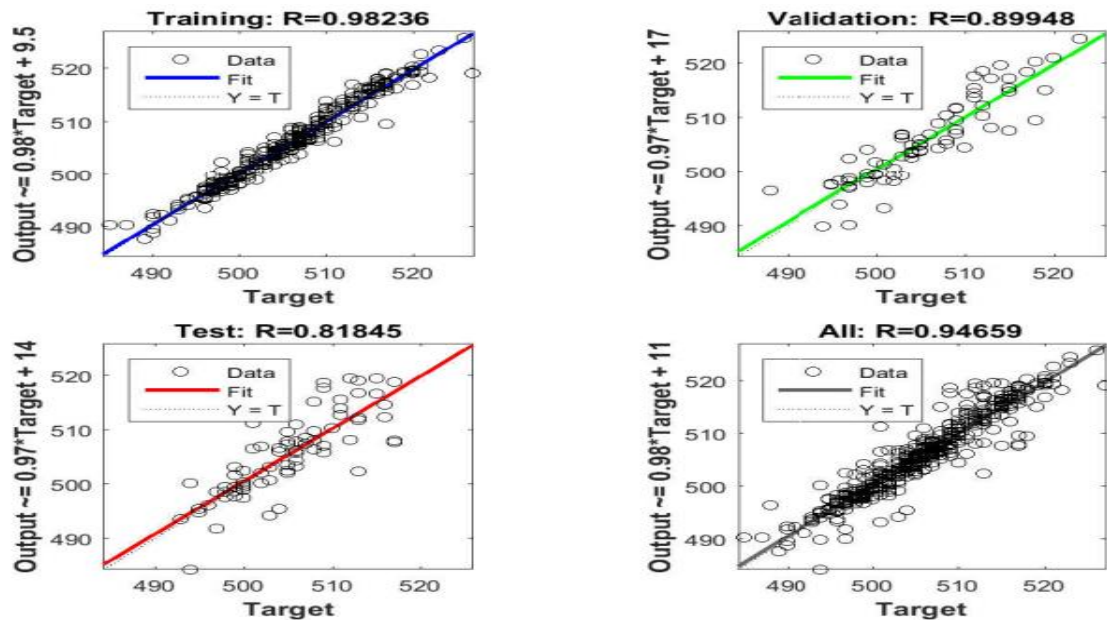 Training: R=0.98236
Output ~= 0.98*Target + 9.5
Data
Fit
Y = T
520
510
500
490
490 500 510 520
Target
Validation: R=0.89948
Output ~= 0.97*Target + 17
Data
Fit
Y = T
520
510
500
490
490 500 510 520
Target
Test: R=0.81845
Output ~= 0.97*Target + 14
Data
Fit
Y = T
520
510
500
490
490 500 510 520
Target
All: R=0.94659
Output ~= 0.98*Target + 11
Data
Fit
Y = T
520
510
500
490
490 500 510 520
Target